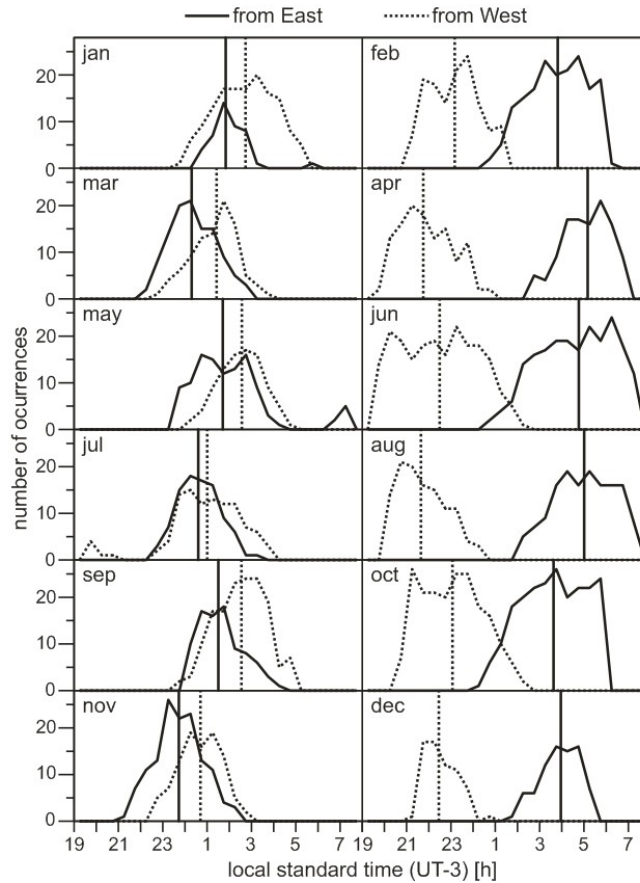 from East from West
jan feb
20
10
0
mar apr
20
10
0
may jun
20
10
0
jul aug
20
10
0
sep oct
20
10
0
nov dec
20
10
0
19 21 23 1 3 5 7 19 21 23 1 3 5 7
number of ocurrences
local standard time (UT-3) [h]